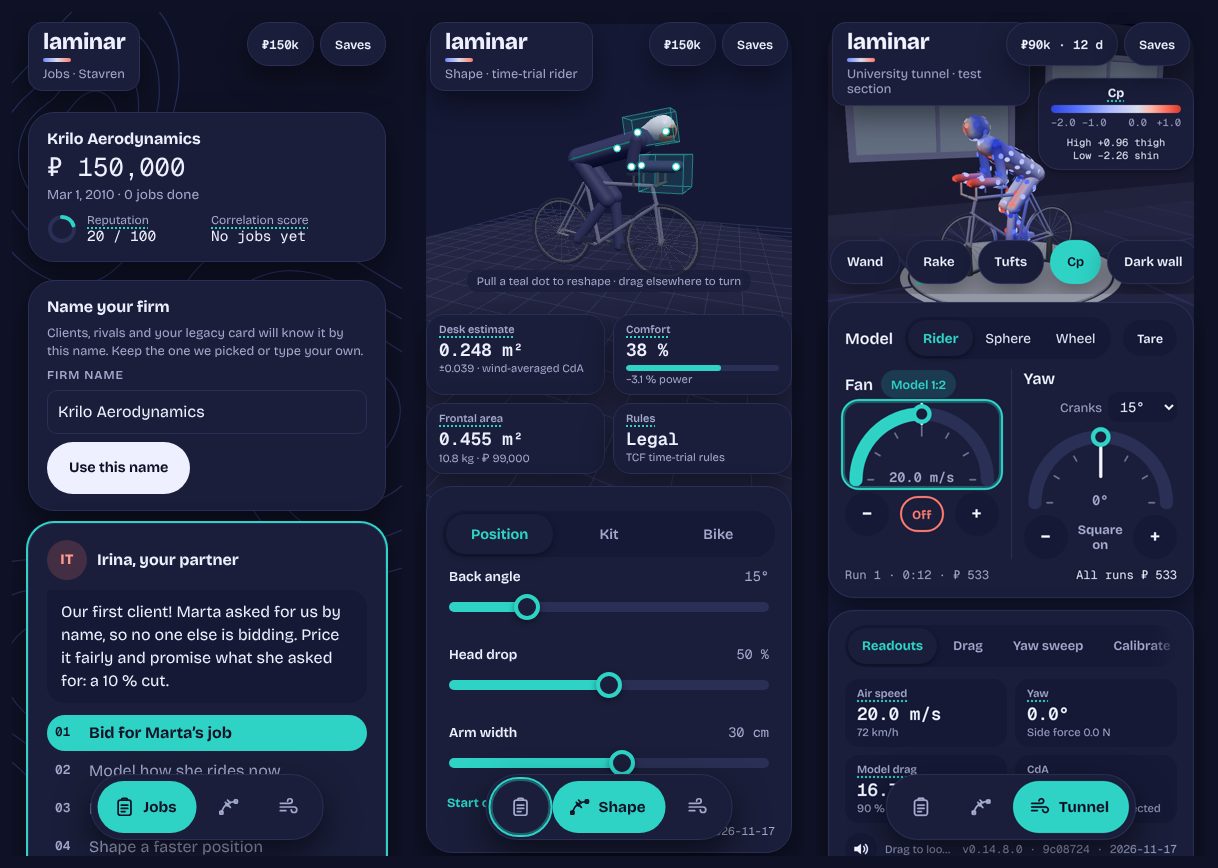 laminar
Jobs · Stavren
₽150k
Saves
Krilo Aerodynamics
₽ 150,000
Mar 1, 2010 · 0 jobs done
Reputation
20 / 100
Correlation score
No jobs yet
Name your firm
Clients, rivals and your legacy card will know it by
this name. Keep the one we picked or type your own.
FIRM NAME
Krilo Aerodynamics
Use this name
IT
Irina, your partner
Our first client! Marta asked for us by
name, so no one else is bidding. Price
it fairly and promise what she asked
for: a 10 % cut.
01 Bid for Marta's job
02 Model how she rides now
03
04 Shape a faster position
Jobs
laminar
Shape · time-trial rider
₽150k
Saves
Pull a teal dot to reshape · drag elsewhere to turn
Desk estimate
0.248 m²
±0.039 · wind-averaged CdA
Comfort
38 %
−3.1 % power
Frontal area
0.455 m²
10.8 kg · ₽ 99,000
Rules
Legal
TCF time-trial rules
Position
Kit
Bike
Back angle
15°
Head drop
50 %
Arm width
30 cm
Start
26-11-17
Shape
laminar
University tunnel · test
section
₽90k · 12 d
Saves
Cp
−2.0 −1.0 0.0 +1.0
High +0.96 thigh
Low −2.26 shin
Wand
Rake
Tufts
Cp
Dark wall
Model
Rider
Sphere
Wheel
Tare
Fan
Model 1:2
20.0 m/s
−
Off
+
Yaw
Cranks
15°
0°
−
Square
on
+
Run 1 · 0:12 · ₽ 533
All runs ₽ 533
Readouts
Drag
Yaw sweep
Calibrate
Air speed
20.0 m/s
72 km/h
Yaw
0.0°
Side force 0.0 N
Model drag
16.
90 %
CdA
Tunnel
Drag to loo…
v0.14.8.0 · 9c08724 · 2026-11-17